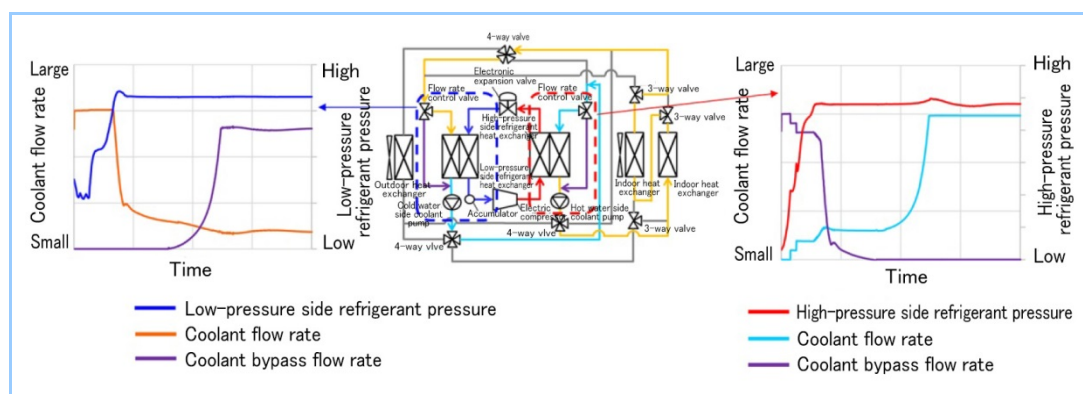 Large
Small
Coolant flow rate
High
Low
Low-pressure
refrigerant pressure
Time
Low-pressure side refrigerant pressure
Coolant flow rate
Coolant bypass flow rate
4-way valve
Electronic
expansion valve
Flow rate
control valve
Flow rate
control valve
3-way valve
3-way valve
High-pressure
side refrigerant
heat exchanger
Low-pressure
side refrigerant
heat exchanger
Outdoor heat
exchanger
Cold water
side coolant
pump
Accumulator
Electric
compres
Hot water side
coolant pump
Indoor heat
exchanger
Indoor heat
exchanger
3-way valve
4-way vlve
4-way vlve
Large
Small
Coolant flow rate
High
Low
High-pressure
refrigerant pressure
Time
High-pressure side refrigerant pressure
Coolant flow rate
Coolant bypass flow rate